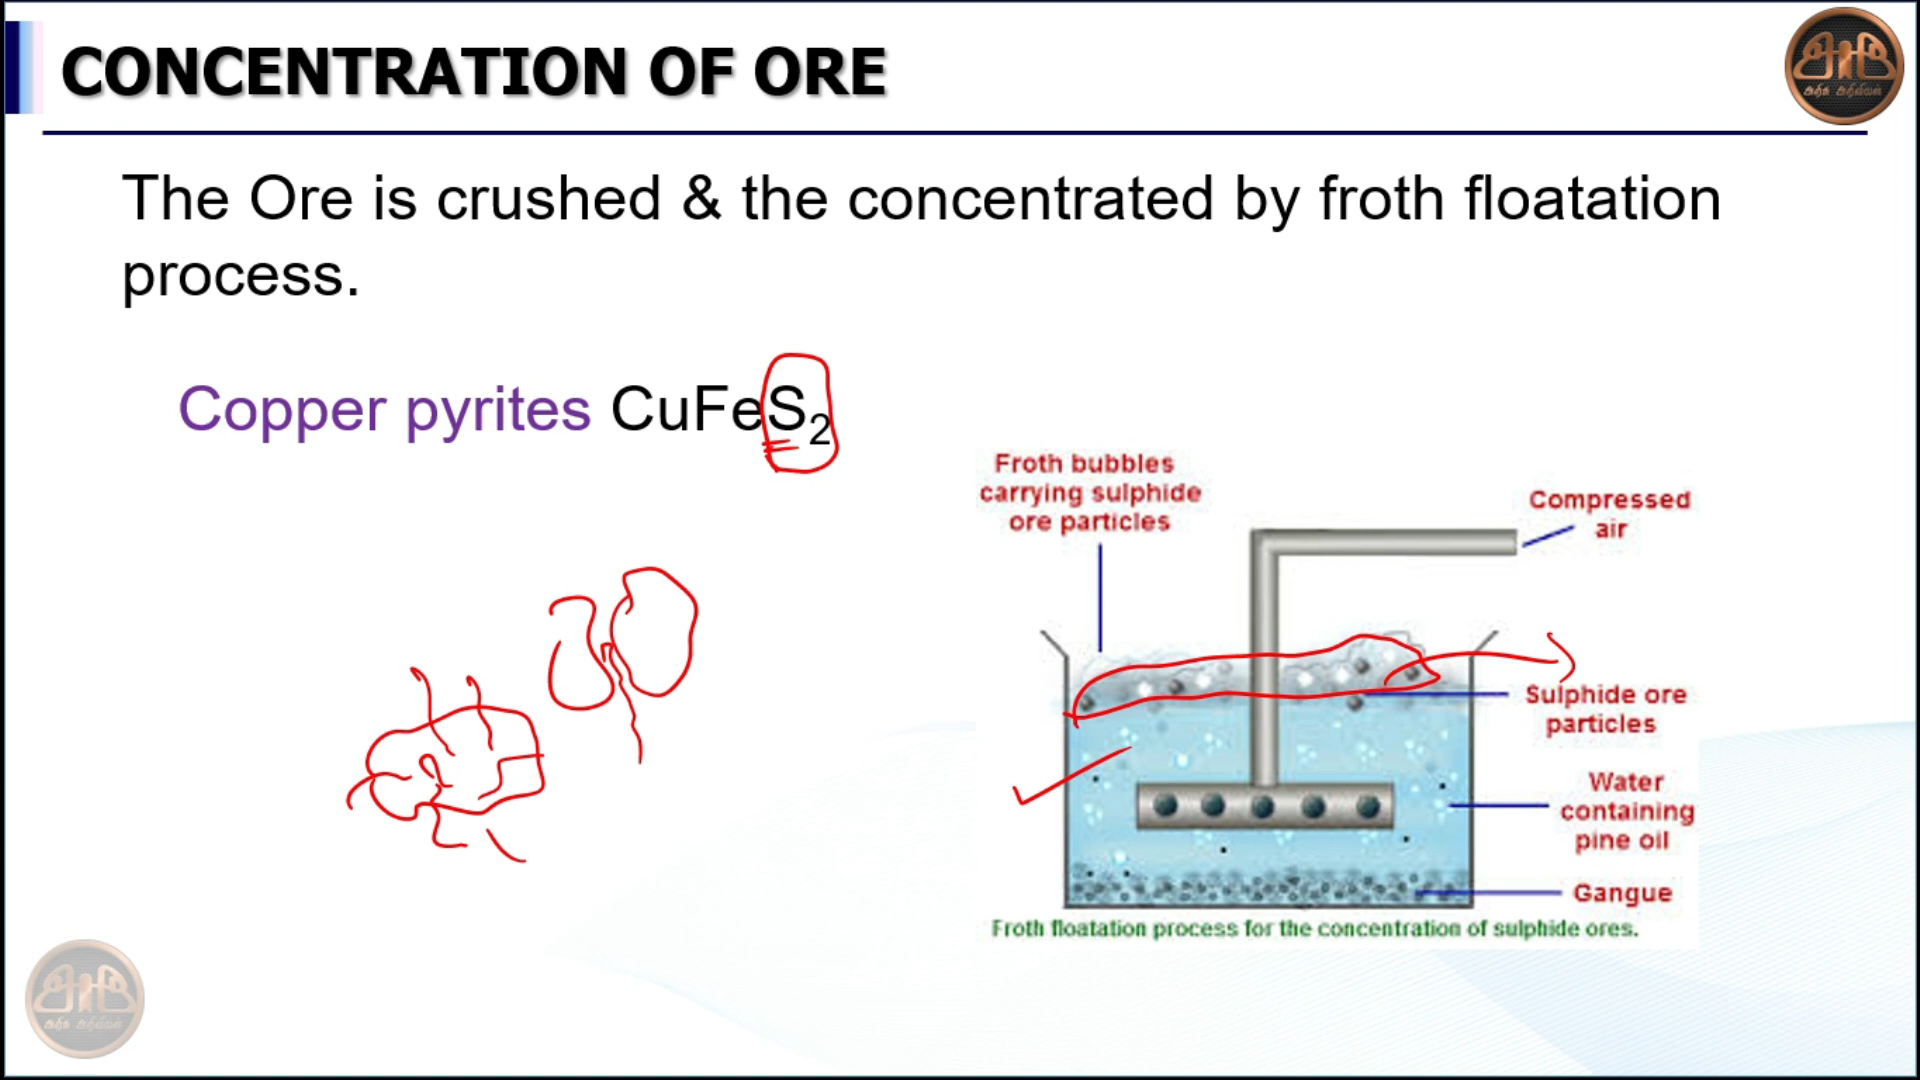 CONCENTRATION OF ORE
The Ore is crushed & the concentrated by froth floatation
process.
Copper pyrites CuFeS₂
Froth bubbles
carrying sulphide
ore particles
Compressed
air
Sulphide ore
particles
Water
containing
pine oil
Gangue
Froth floatation process for the concentration of sulphide ores.